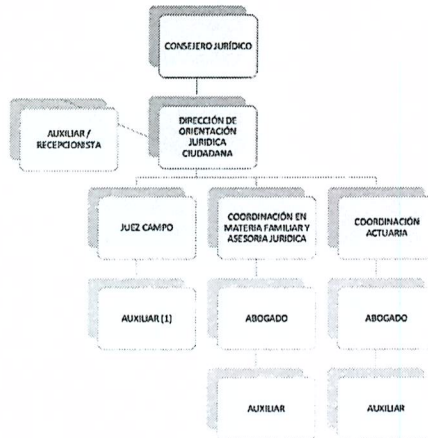 CONSEJERO JURÍDICO
DIRECCIÓN DE
ORIENTACIÓN
JURIDICA
CIUDADANA
AUXILIAR /
RECEPCIONISTA
JUEZ CAMPO
COORDINACIÓN EN
MATERIA FAMILIAR Y
ASESORIA JURIDICA
COORDINACIÓN
ACTUARIA
AUXILIAR (1)
ABOGADO
ABOGADO
AUXILIAR
AUXILIAR